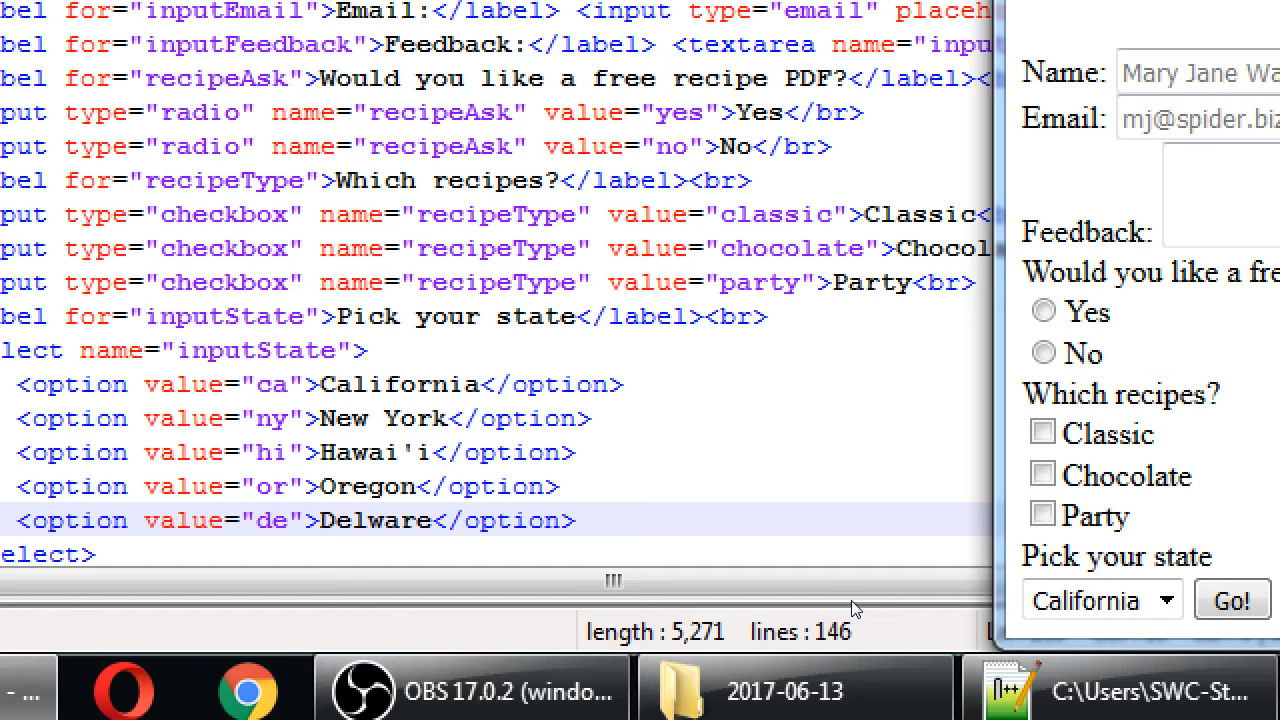 bel for="inputEmail">Email:</label> <input type="email" placeh
bel for="inputFeedback">Feedback:</label> <textarea name="inpu
bel for="recipeAsk">Would you like a free recipe PDF?</label><
put type="radio" name="recipeAsk" value="yes">Yes</br>
put type="radio" name="recipeAsk" value="no">No</br>
bel for="recipeType">Which recipes?</label><br>
put type="checkbox" name="recipeType" value="classic">Classic<
put type="checkbox" name="recipeType" value="chocolate">Chocol
put type="checkbox" name="recipeType" value="party">Party<br>
bel for="inputState">Pick your state</label><br>
lect name="inputState">
<option value="ca">California</option>
<option value="ny">New York</option>
<option value="hi">Hawai'i</option>
<option value="or">Oregon</option>
<option value="de">Delware</option>
elect>
length : 5,271 lines : 146
Name: Mary Jane Wa
Email: mj@spider.biz
Feedback:
Would you like a fre
Yes
No
Which recipes?
Classic
Chocolate
Party
Pick your state
California Go!
- ...
OBS 17.0.2 (windo...
2017-06-13
C:\Users\SWC-St...